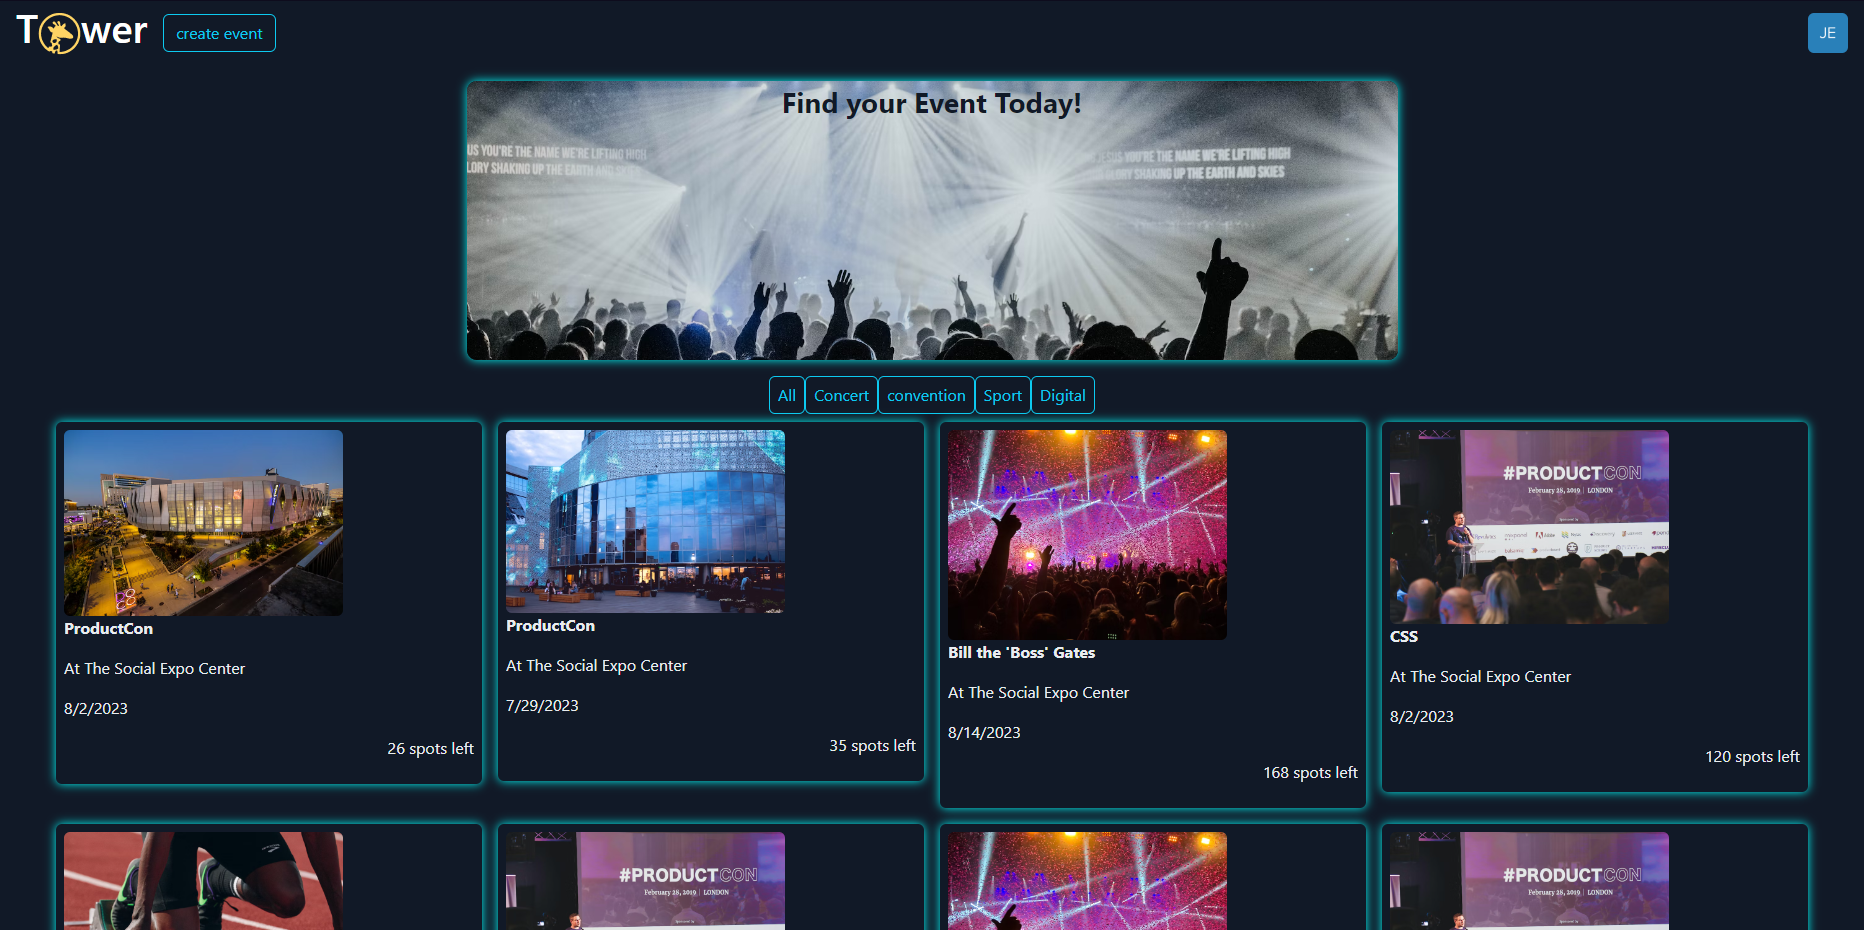 Tower
create event
JE
Find your Event Today!
US YOU'RE THE NAME WE'RE LIFTING HIGH
LORY SHAKING UP THE EARTH AND SKIES
JESUS YOU'RE THE NAME WE'RE LIFTING HIGH
GLORY SHAKING UP THE EARTH AND SKIES
All
Concert
convention
Sport
Digital
#PRODUCTCON
February 28, 2019 | LONDON
ProductCon
At The Social Expo Center
8/2/2023
26 spots left
ProductCon
At The Social Expo Center
7/29/2023
35 spots left
Bill the 'Boss' Gates
At The Social Expo Center
8/14/2023
168 spots left
CSS
At The Social Expo Center
8/2/2023
120 spots left
#PRODUCTCON
February 28, 2019 | LONDON
#PRODUCTCON
February 28, 2019 | LONDON